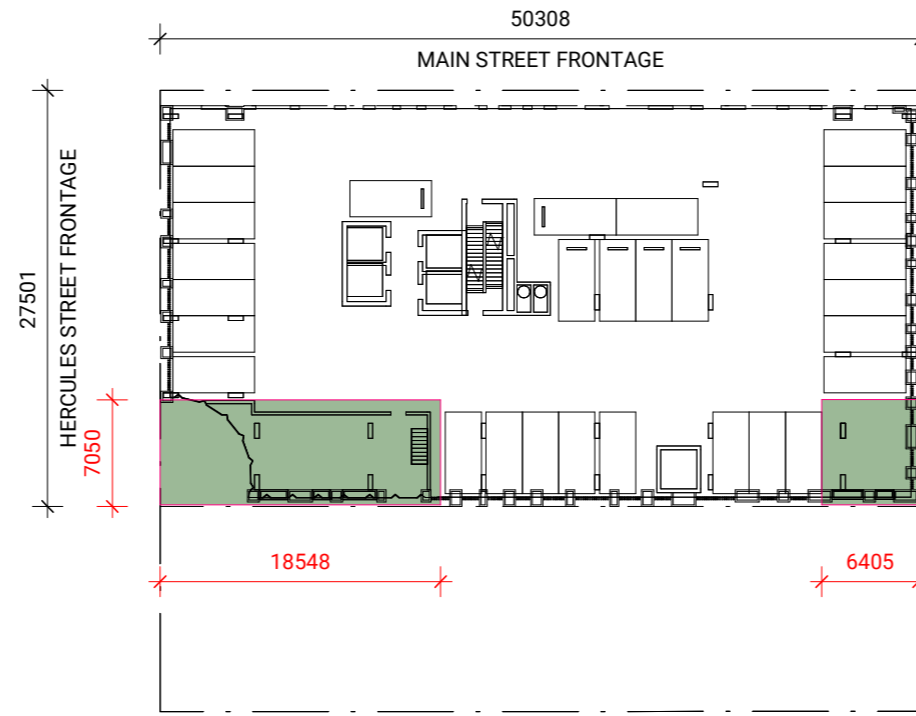 50308
MAIN STREET FRONTAGE
27501
HERCULES STREET FRONTAGE
7050
18548
6405